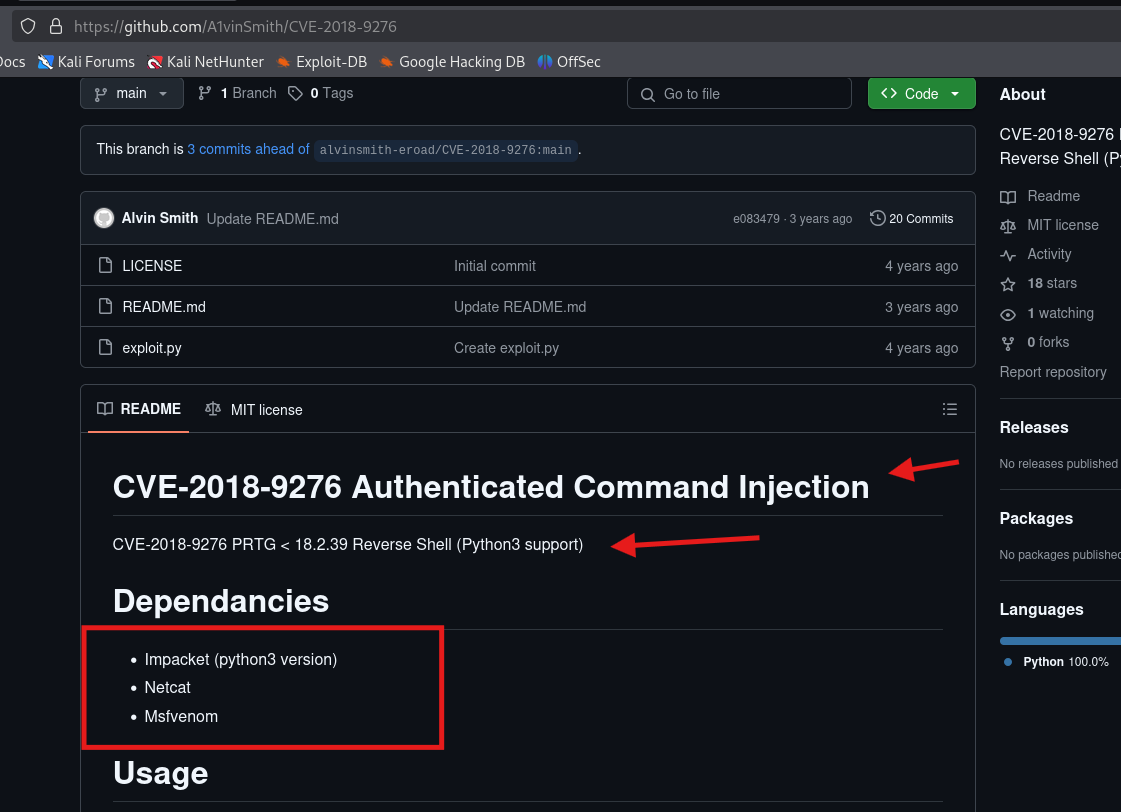 https://github.com/A1vinSmith/CVE-2018-9276
Docs Kali Forums Kali NetHunter Exploit-DB Google Hacking DB OffSec
main 1 Branch 0 Tags Go to file Code
About
This branch is 3 commits ahead of alvinsmith-eroad/CVE-2018-9276:main .
CVE-2018-9276
Reverse Shell
Alvin Smith Update README.md e083479 · 3 years ago 20 Commits
Readme
LICENSE Initial commit 4 years ago
MIT license
README.md Update README.md 3 years ago
Activity
exploit.py Create exploit.py 4 years ago
18 stars
1 watching
0 forks
Report repository
README MIT license
Releases
No releases published
CVE-2018-9276 Authenticated Command Injection
CVE-2018-9276 PRTG < 18.2.39 Reverse Shell (Python3 support)
Packages
No packages published
Dependancies
Languages
Python 100.0%
Impacket (python3 version)
Netcat
Msfvenom
Usage